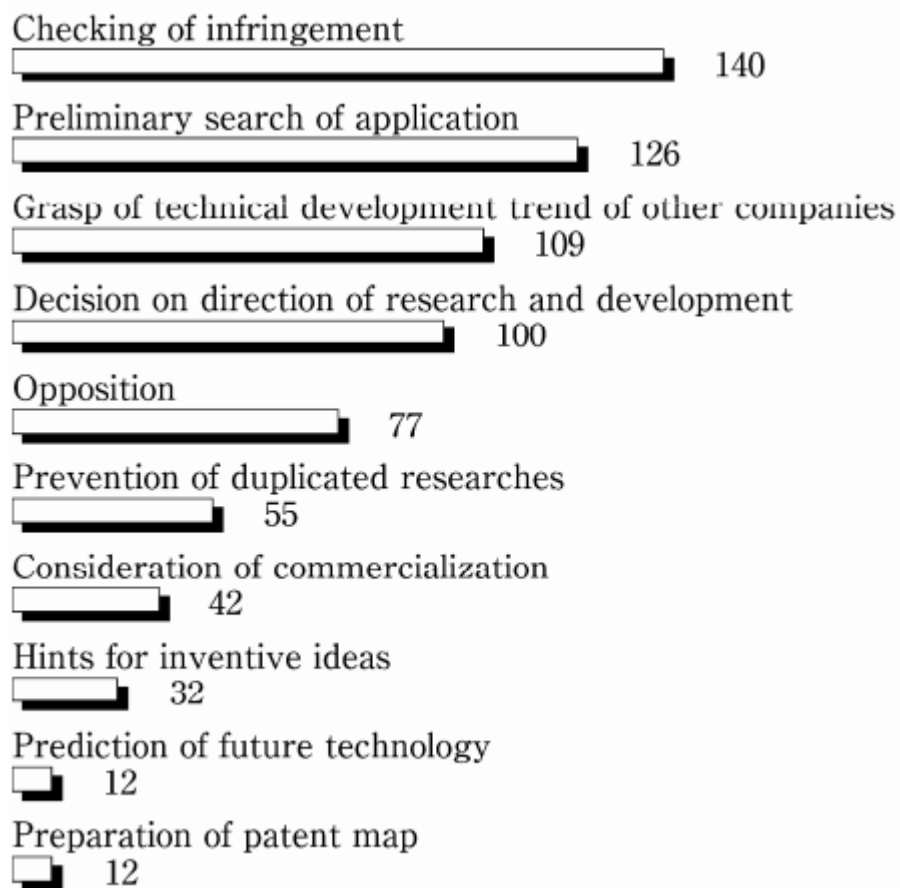 Checking of infringement
140
Preliminary search of application
126
Grasp of technical development trend of other companies
109
Decision on direction of research and development
100
Opposition
77
Prevention of duplicated researches
55
Consideration of commercialization
42
Hints for inventive ideas
32
Prediction of future technology
12
Preparation of patent map
12